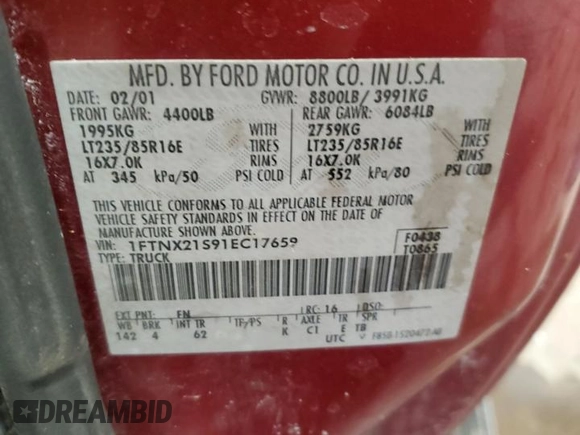 MFD. BY FORD MOTOR CO. IN U.S.A.
DATE: 02/01 GVWR: 8800LB/ 3991KG
FRONT GAWR: 4400LB REAR GAWR: 6084LB
1995KG WITH 2759KG WITH
LT235/85R16E TIRES LT235/85R16E TIRES
16X7.0K RIMS 16X7.0K RIMS
AT 345 kPa/50 PSI COLD AT 552 kPa/80 PSI COLD
THIS VEHICLE CONFORMS TO ALL APPLICABLE FEDERAL MOTOR
VEHICLE SAFETY STANDARDS IN EFFECT ON THE DATE OF
MANUFACTURE SHOWN ABOVE.
VIN: 1FTNX21S91EC17659 F0438
TYPE: TRUCK T0865
EXT PNT: FN RC: 16 DSO:
WB BRK INT TR TP/PS R AXLE TR SPR
142 4 62 K C1 E TB
UTC
DREAMBID